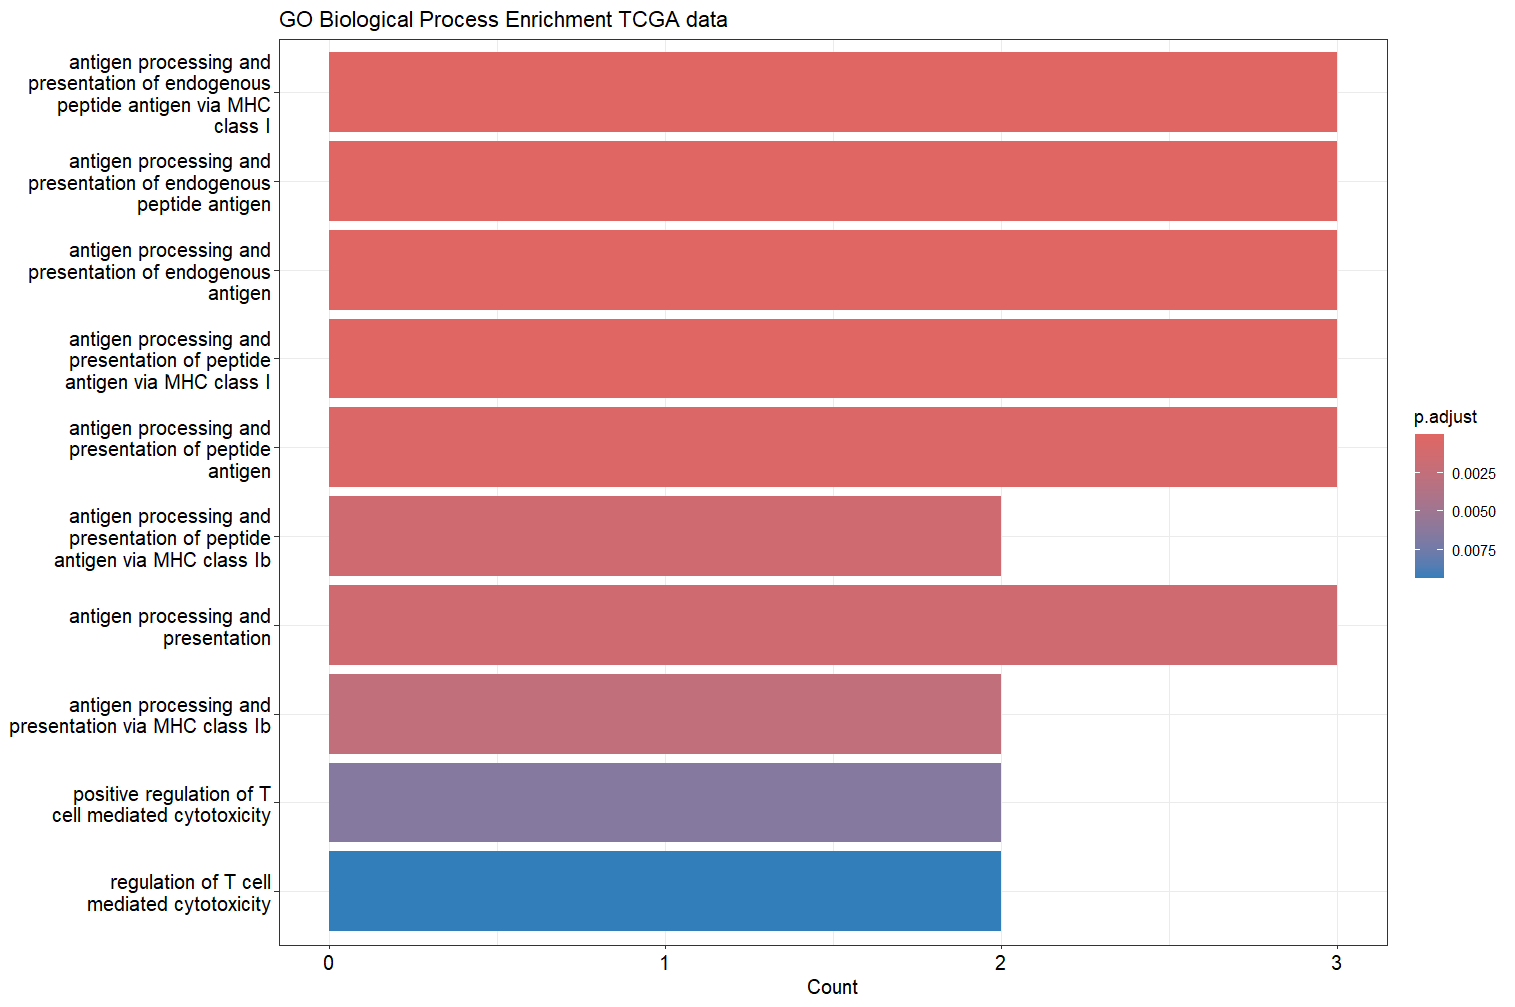 GO Biological Process Enrichment TCGA data
antigen processing and
presentation of endogenous
peptide antigen via MHC
class I
antigen processing and
presentation of endogenous
peptide antigen
antigen processing and
presentation of endogenous
antigen
antigen processing and
presentation of peptide
antigen via MHC class I
antigen processing and
presentation of peptide
antigen
antigen processing and
presentation of peptide
antigen via MHC class Ib
antigen processing and
presentation
antigen processing and
presentation via MHC class Ib
positive regulation of T
cell mediated cytotoxicity
regulation of T cell
mediated cytotoxicity
0 1 2 3
Count
p.adjust
0.0025
0.0050
0.0075